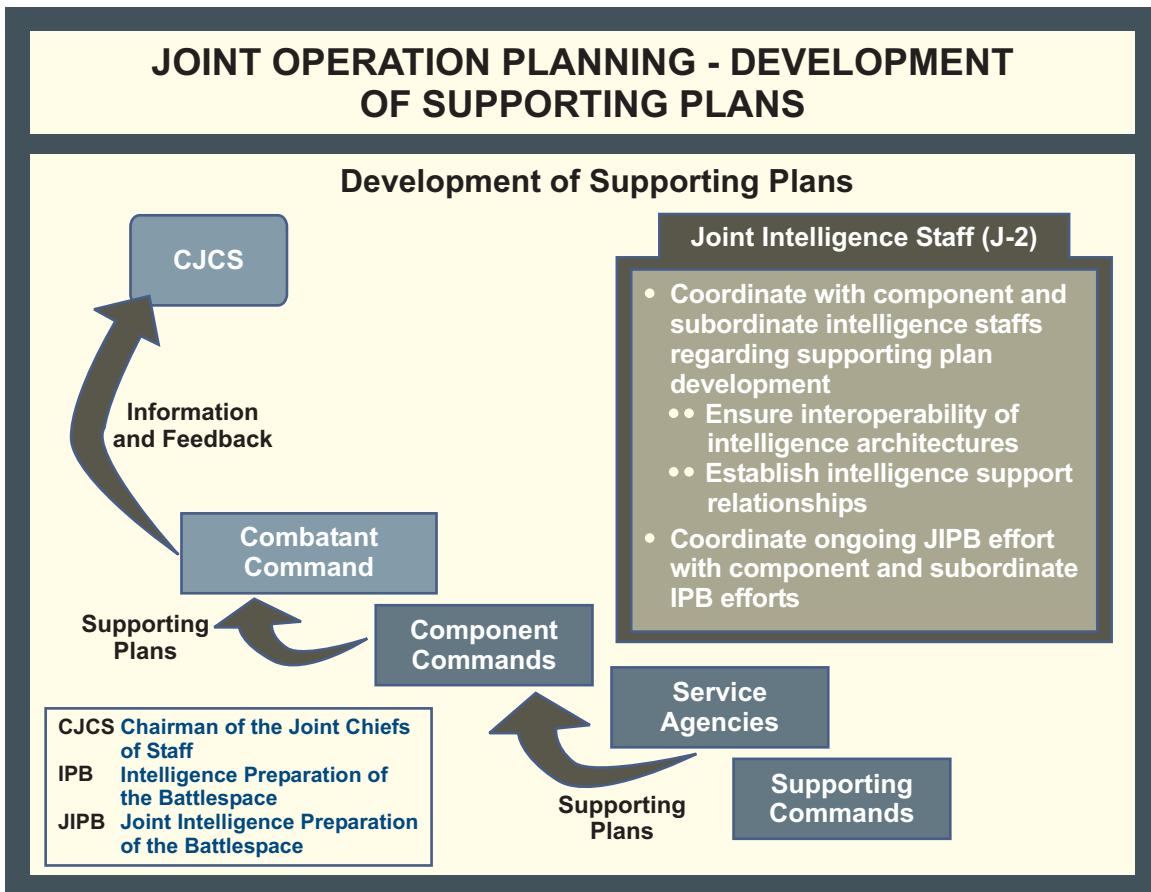 JOINT OPERATION PLANNING - DEVELOPMENT
OF SUPPORTING PLANS
Development of Supporting Plans
CJCS
Information
and Feedback
Combatant
Command
Supporting
Plans
Component
Commands
Service
Agencies
Supporting
Commands
Supporting
Plans
Joint Intelligence Staff (J-2)
• Coordinate with component and
subordinate intelligence staffs
regarding supporting plan
development
•• Ensure interoperability of
intelligence architectures
•• Establish intelligence support
relationships
• Coordinate ongoing JIPB effort
with component and subordinate
IPB efforts
CJCS Chairman of the Joint Chiefs
of Staff
IPB Intelligence Preparation of
the Battlespace
JIPB Joint Intelligence Preparation
of the Battlespace